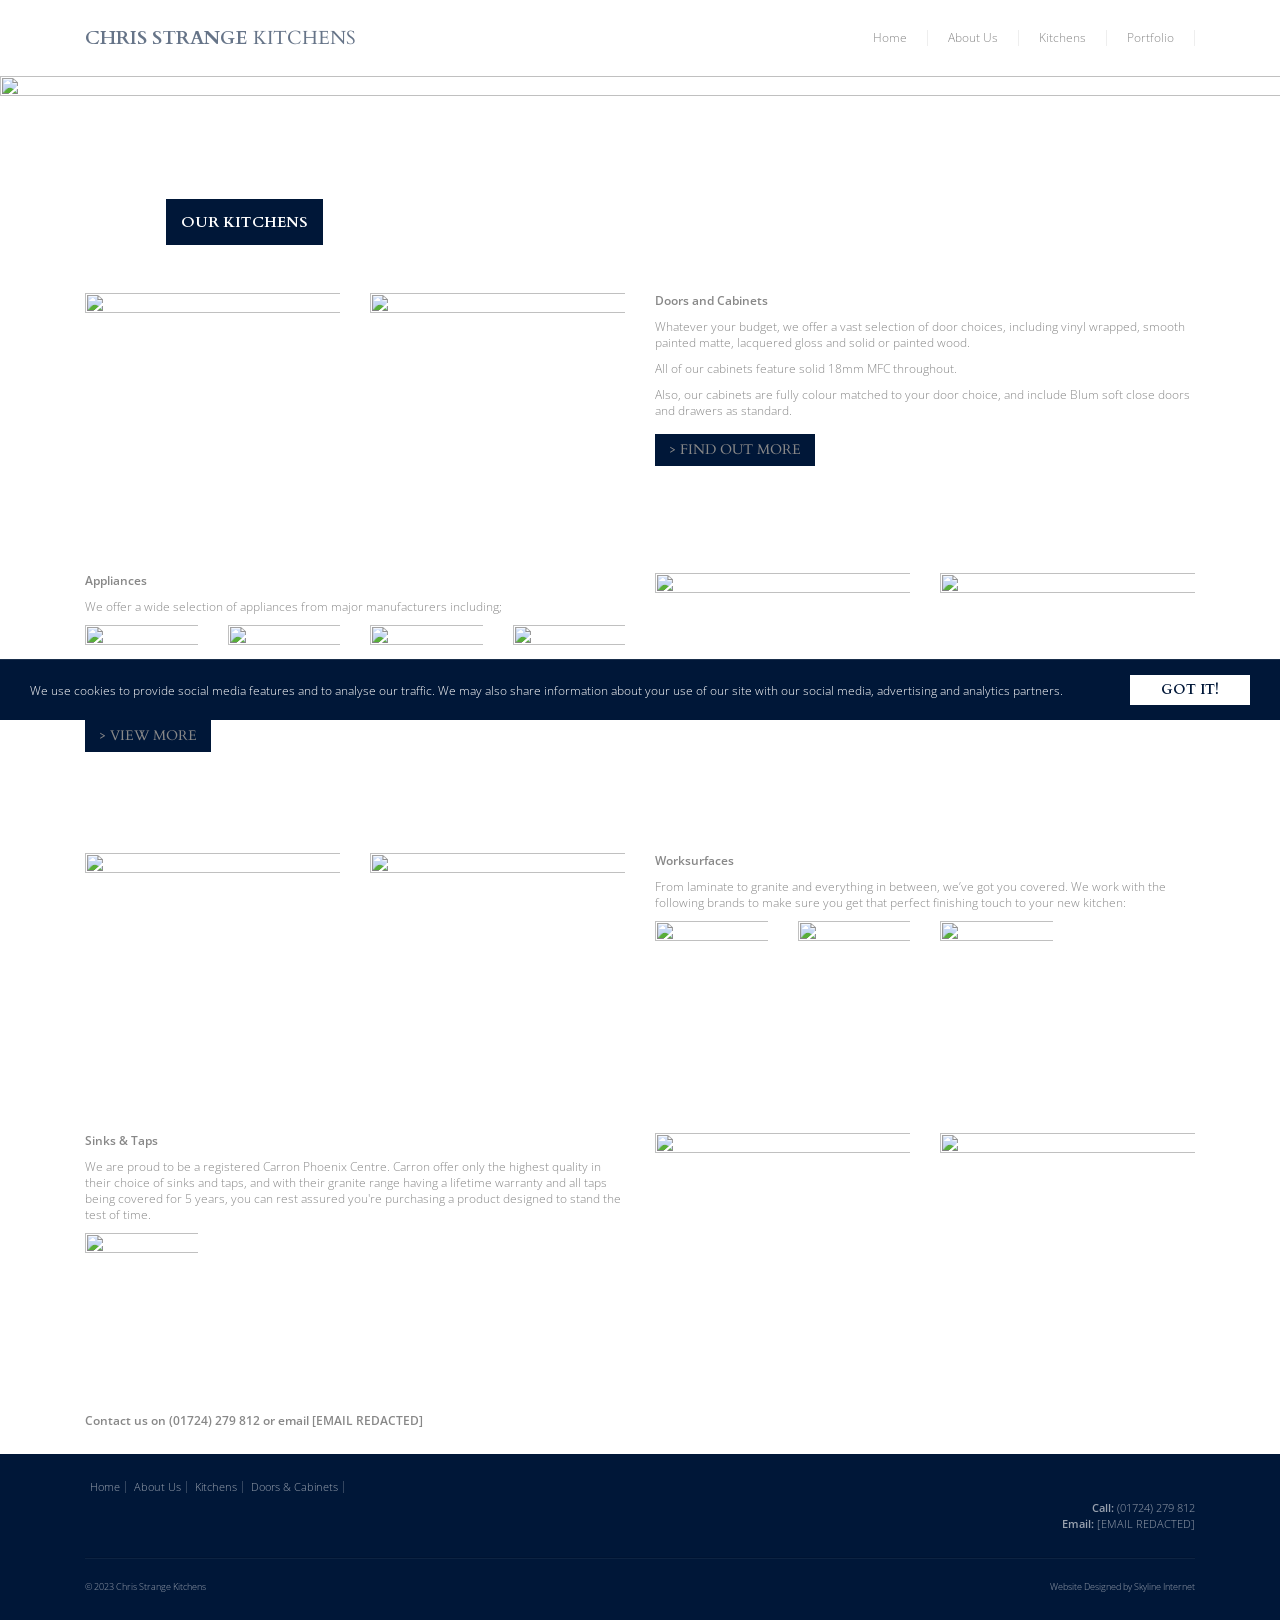 CHRIS STRANGE KITCHENS
Home
About Us
Kitchens
Portfolio
OUR KITCHENS
Doors and Cabinets
Whatever your budget, we offer a vast selection of door choices, including vinyl wrapped, smooth
painted matte, lacquered gloss and solid or painted wood.
All of our cabinets feature solid 18mm MFC throughout.
Also, our cabinets are fully colour matched to your door choice, and include Blum soft close doors
and drawers as standard.
> FIND OUT MORE
Appliances
We offer a wide selection of appliances from major manufacturers including;
We use cookies to provide social media features and to analyse our traffic. We may also share information about your use of our site with our social media, advertising and analytics partners.
GOT IT!
> VIEW MORE
Worksurfaces
From laminate to granite and everything in between, we’ve got you covered. We work with the
following brands to make sure you get that perfect finishing touch to your new kitchen:
Sinks & Taps
We are proud to be a registered Carron Phoenix Centre. Carron offer only the highest quality in
their choice of sinks and taps, and with their granite range having a lifetime warranty and all taps
being covered for 5 years, you can rest assured you're purchasing a product designed to stand the
test of time.
Contact us on (01724) 279 812 or email [EMAIL REDACTED]
Home
About Us
Kitchens
Doors & Cabinets
Call: (01724) 279 812
Email: [EMAIL REDACTED]
© 2023 Chris Strange Kitchens
Website Designed by Skyline Internet